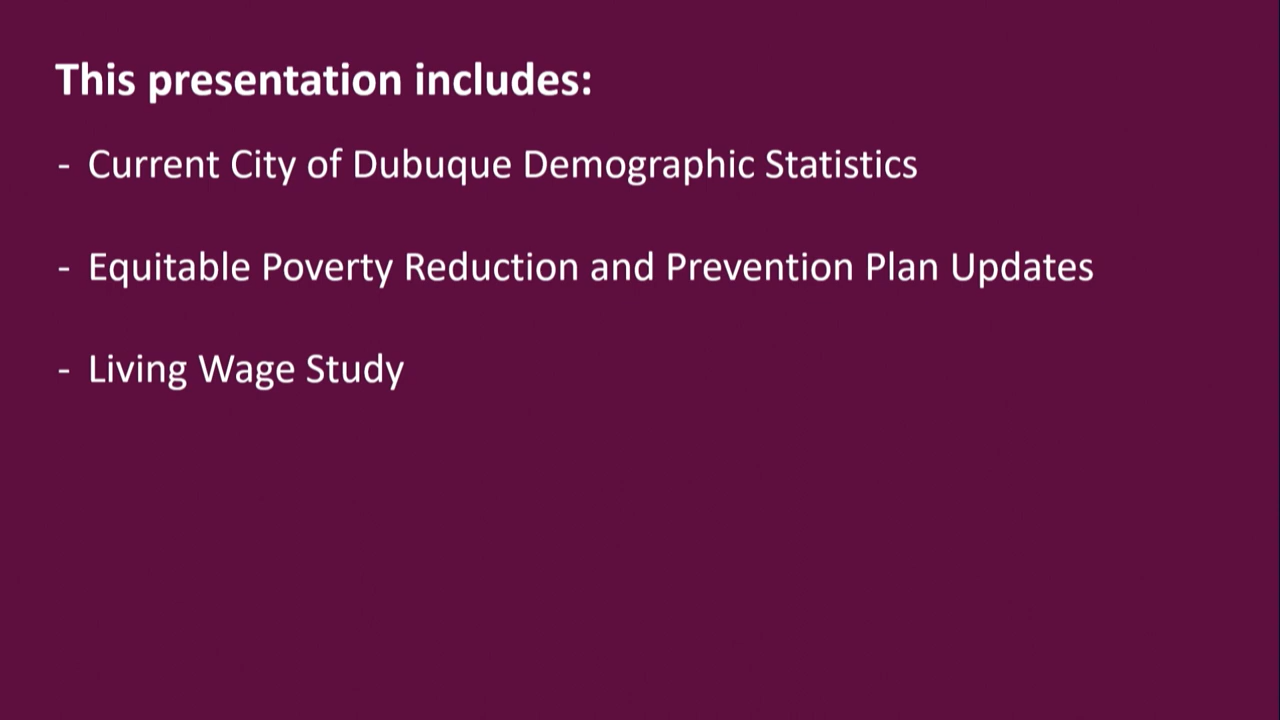 This presentation includes:
- Current City of Dubuque Demographic Statistics
- Equitable Poverty Reduction and Prevention Plan Updates
- Living Wage Study